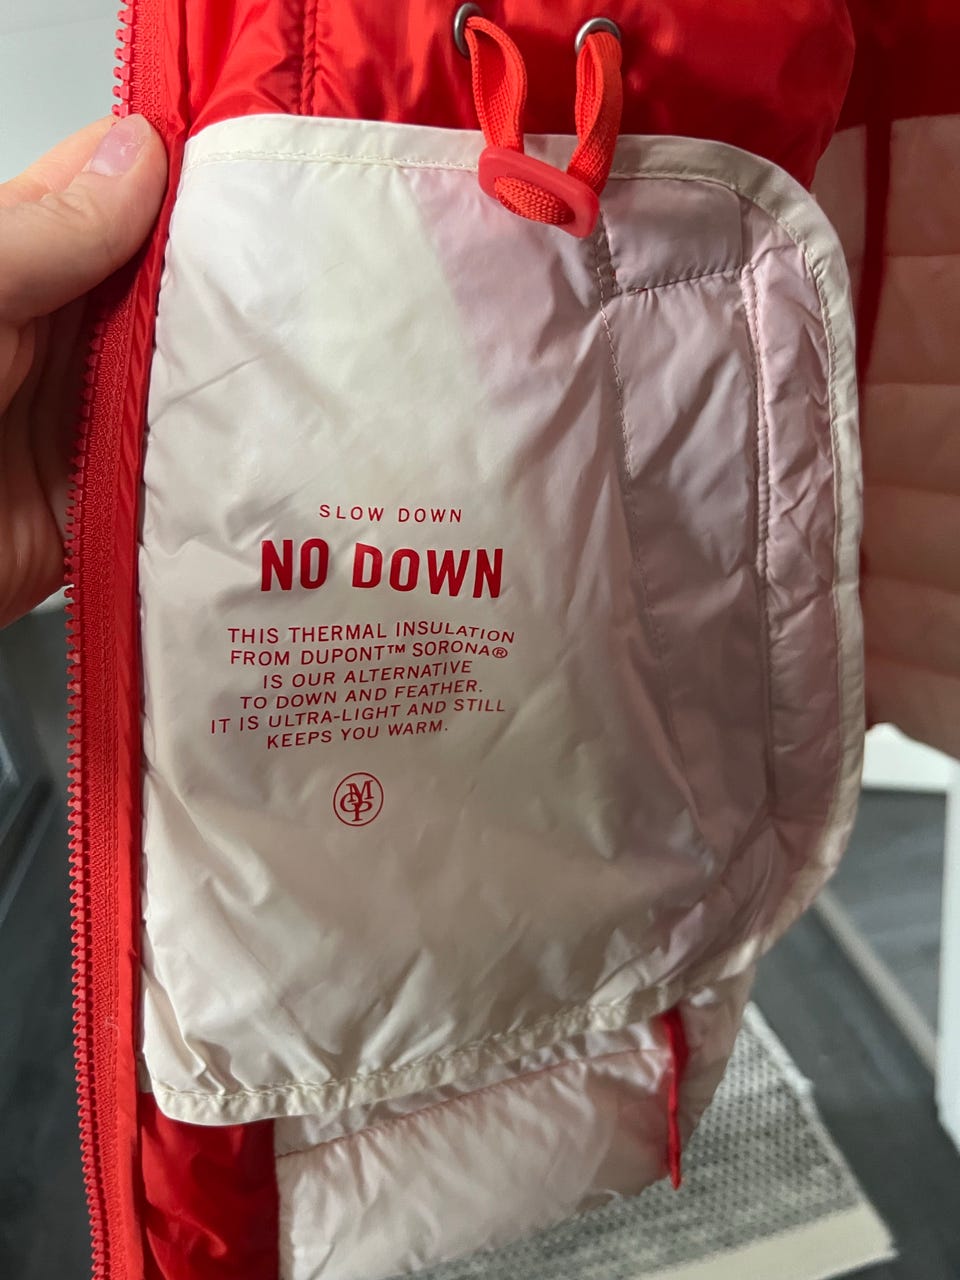 SLOW DOWN
NO DOWN
THIS THERMAL INSULATION
FROM DUPONT™ SORONA®
IS OUR ALTERNATIVE
TO DOWN AND FEATHER.
IT IS ULTRA-LIGHT AND STILL
KEEPS YOU WARM.
MOP